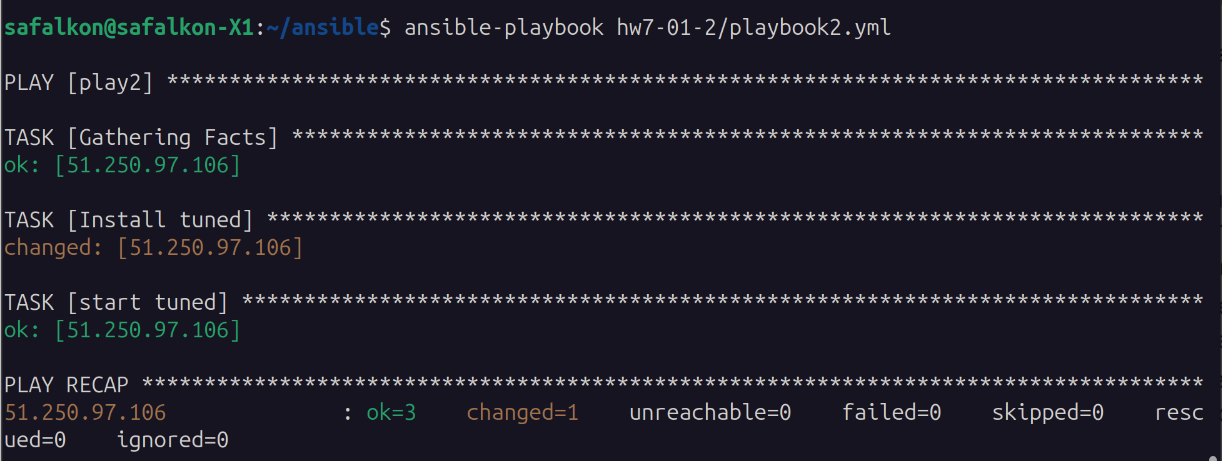 safalkon@safalkon-X1:~/ansible$ ansible-playbook hw7-01-2/playbook2.yml
PLAY [play2] ***********************************************************************************
TASK [Gathering Facts] *************************************************************************
ok: [51.250.97.106]
TASK [Install tuned] ***************************************************************************
changed: [51.250.97.106]
TASK [start tuned] *****************************************************************************
ok: [51.250.97.106]
PLAY RECAP *************************************************************************************
51.250.97.106              : ok=3    changed=1    unreachable=0    failed=0    skipped=0    resc
ued=0    ignored=0